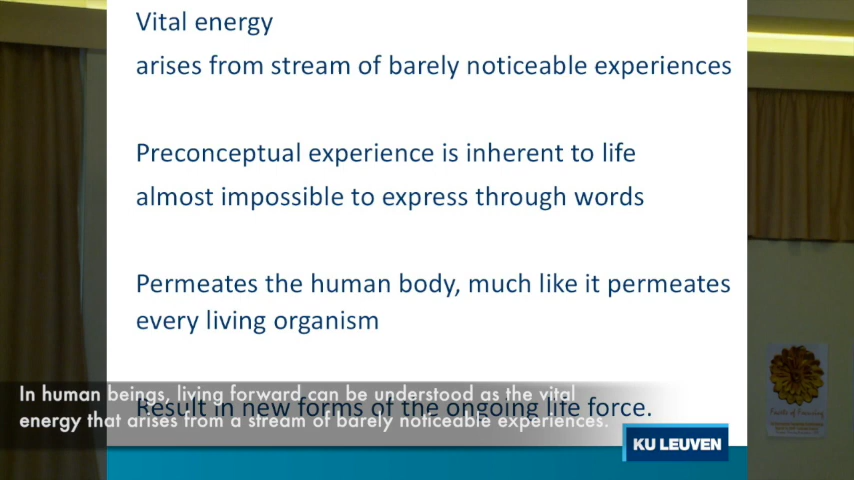 Vital energy
arises from stream of barely noticeable experiences
Preconceptual experience is inherent to life
almost impossible to express through words
Permeates the human body, much like it permeates
every living organism
Result in new forms of the ongoing life force.
In human beings, living forward can be understood as the vital
energy that arises from a stream of barely noticeable experiences.
KU LEUVEN